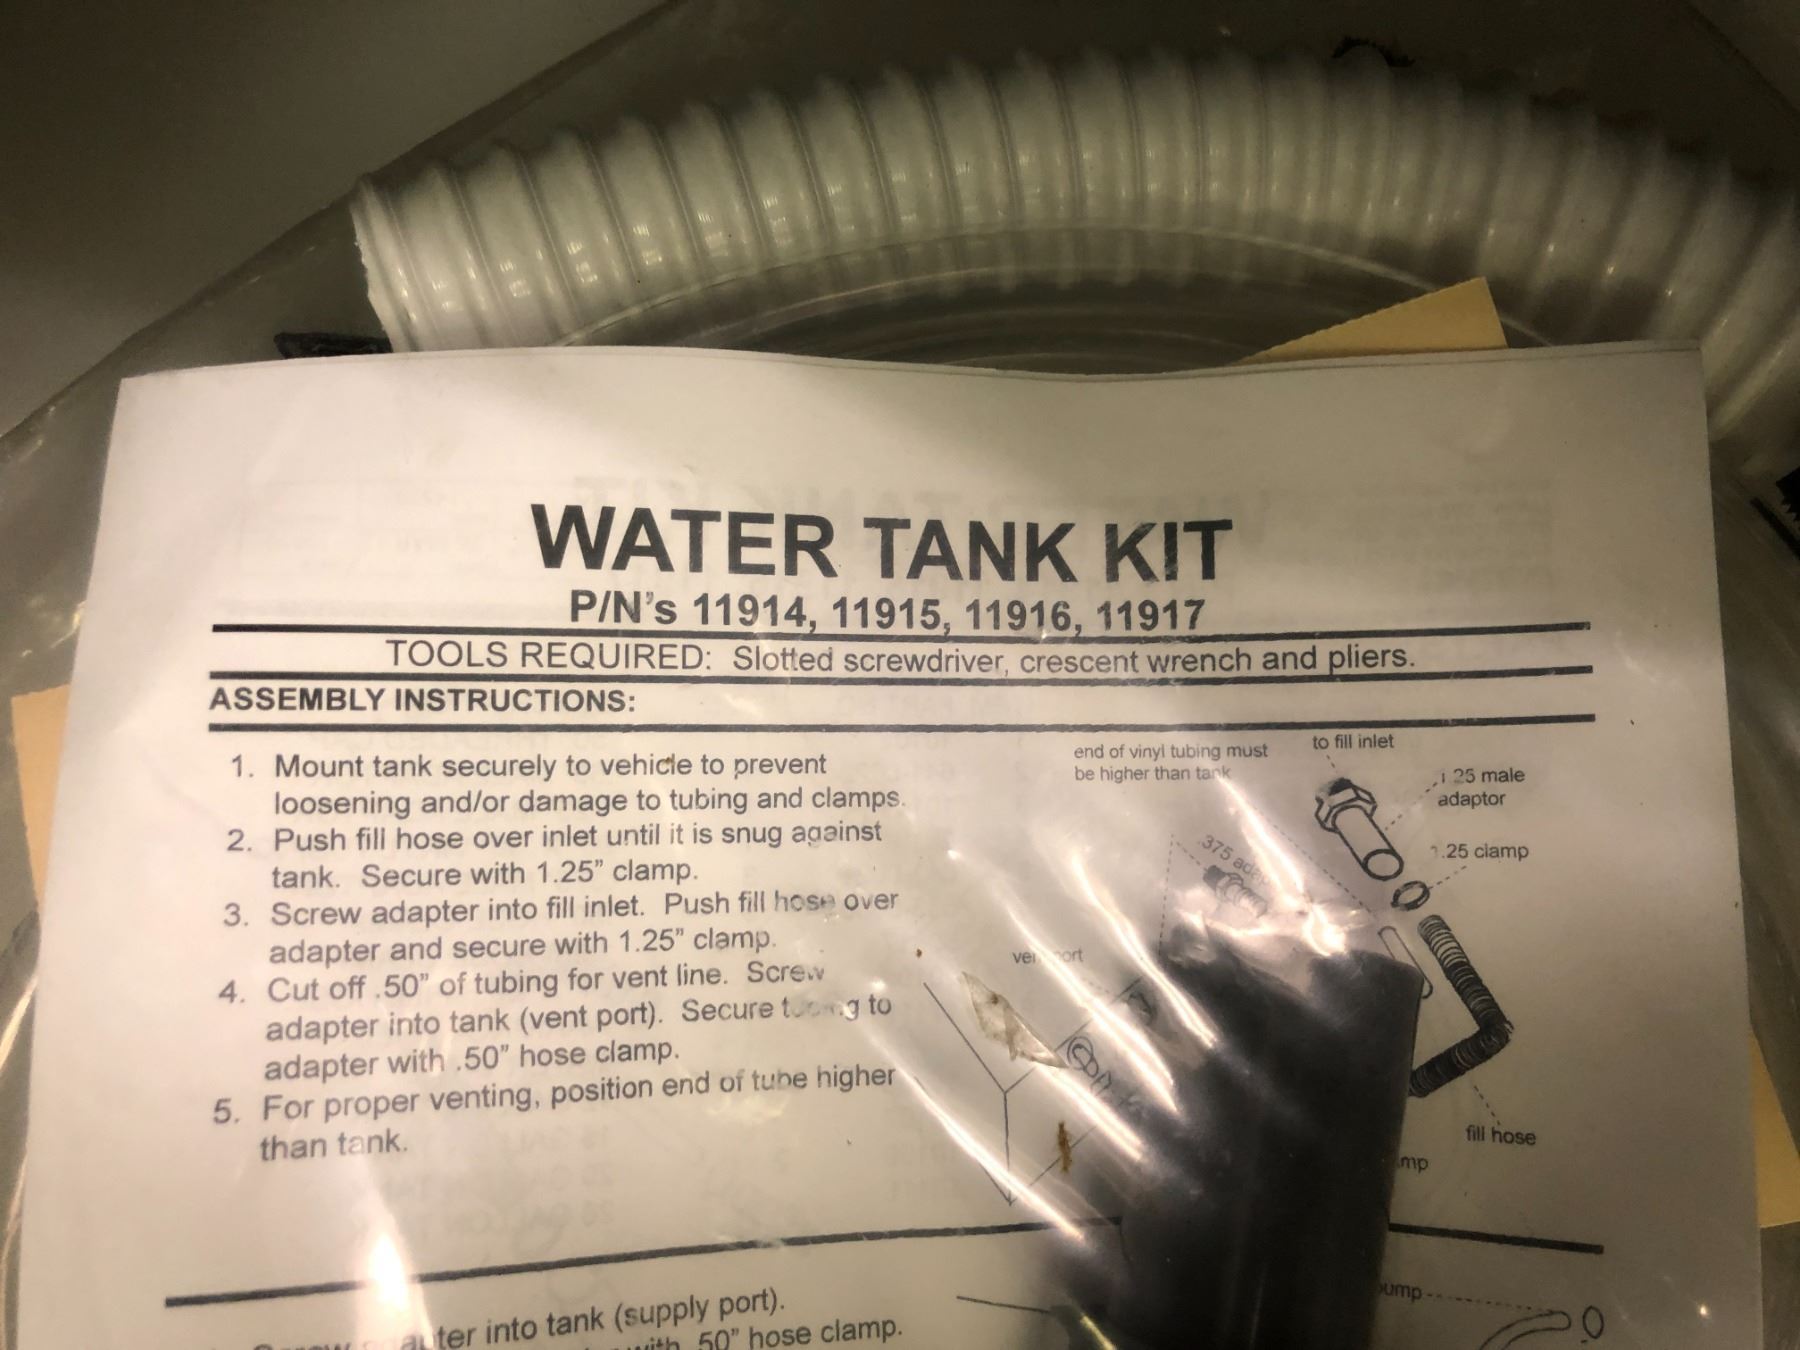 WATER TANK KIT
P/N's 11914, 11915, 11916, 11917
TOOLS REQUIRED: Slotted screwdriver, crescent wrench and pliers.
ASSEMBLY INSTRUCTIONS:
1. Mount tank securely to vehicle to prevent
loosening and/or damage to tubing and clamps.
2. Push fill hose over inlet until it is snug against
tank. Secure with 1.25” clamp.
3. Screw adapter into fill inlet. Push fill hose over
adapter and secure with 1.25” clamp.
4. Cut off .50” of tubing for vent line. Screw
adapter into tank (vent port). Secure tubing to
adapter with .50” hose clamp.
5. For proper venting, position end of tube higher
than tank.
end of vinyl tubing must
be higher than tank
to fill inlet
1.25 male
adaptor
1.25 clamp
.375
vent port
fill hose
into tank (supply port).
with .50” hose clamp.